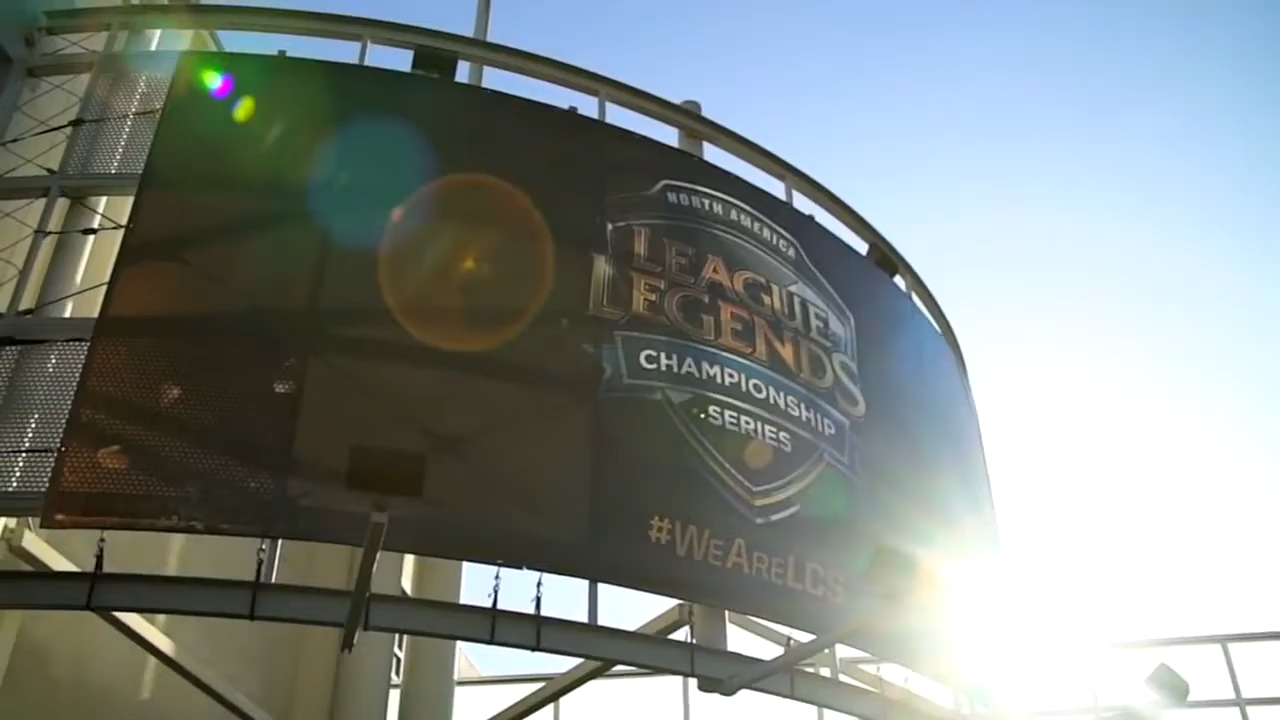 NORTH AMERICA
LEAGUE
LEGENDS
CHAMPIONSHIP
SERIES
#WEARELCS